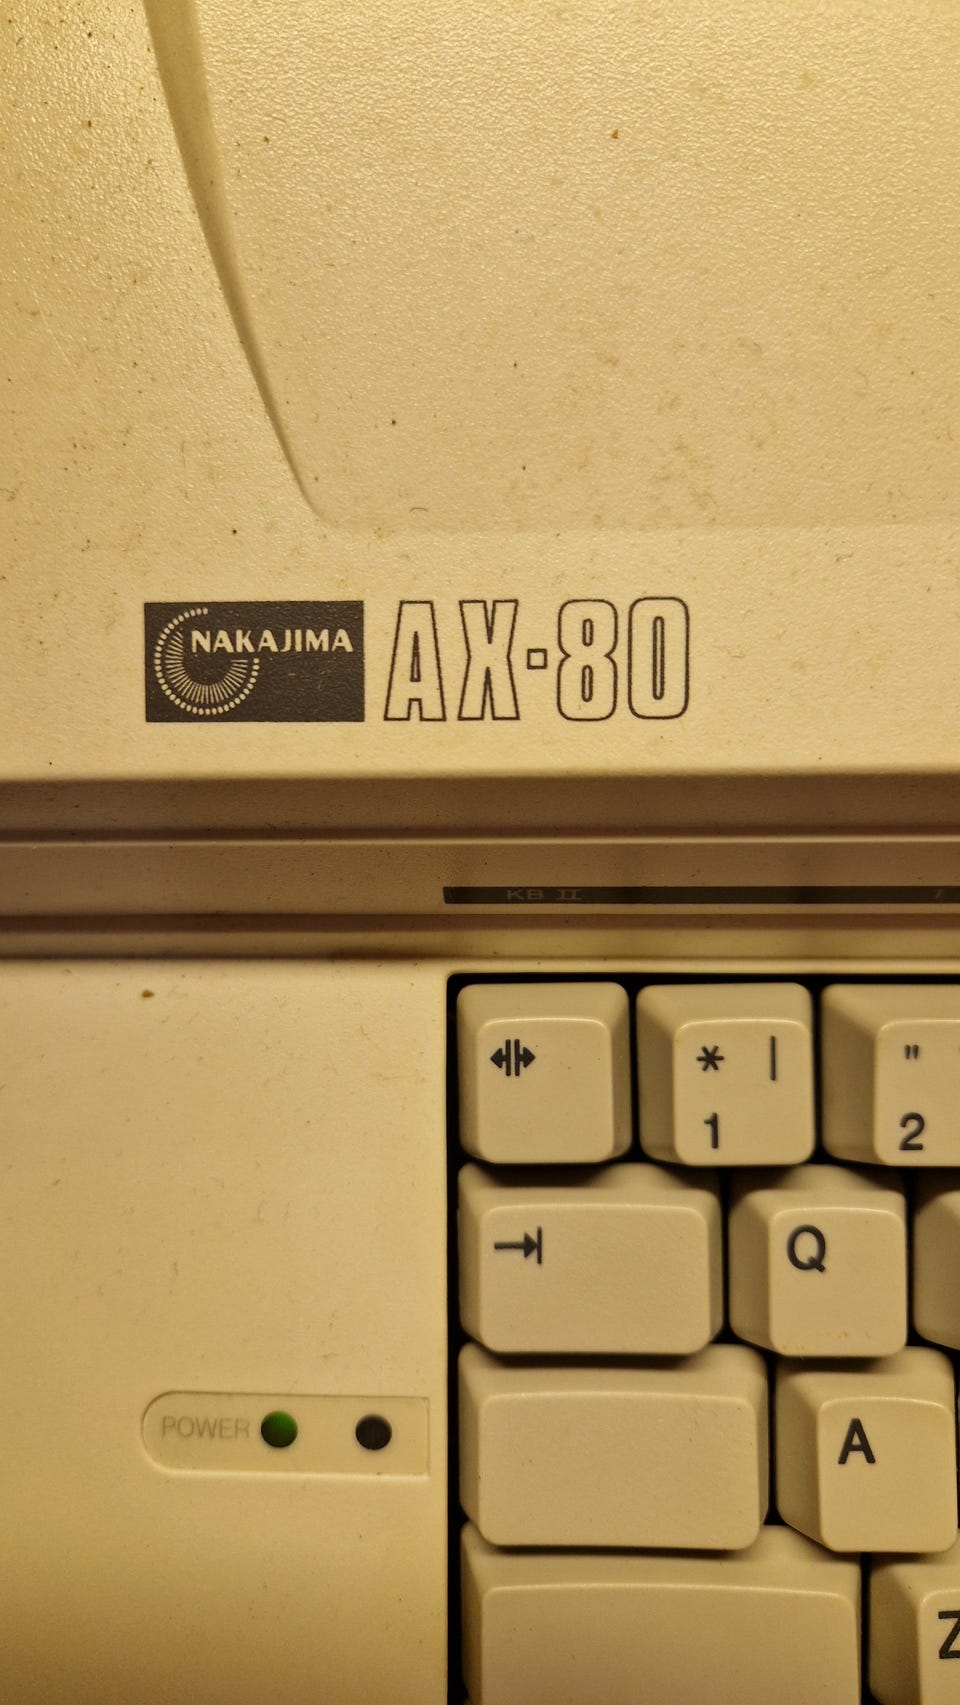 NAKAJIMA AX-80
KB II
* |
1
"
2
Q
POWER
A
Z